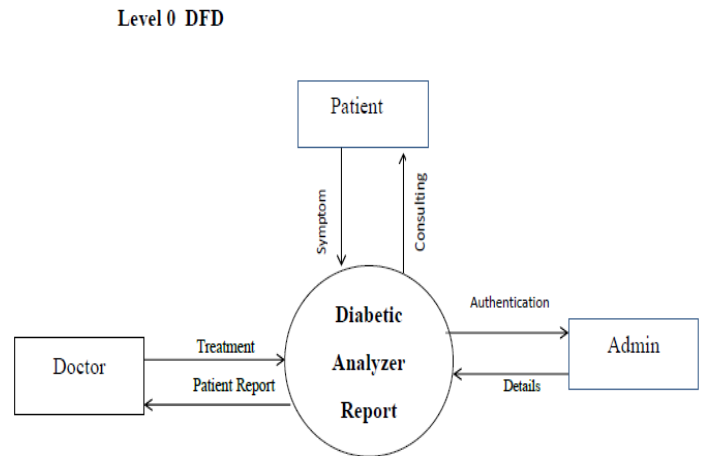 Level 0 DFD
Patient
Symptom
Consulting
Diabetic
Analyzer
Report
Authentication
Admin
Details
Doctor
Treatment
Patient Report